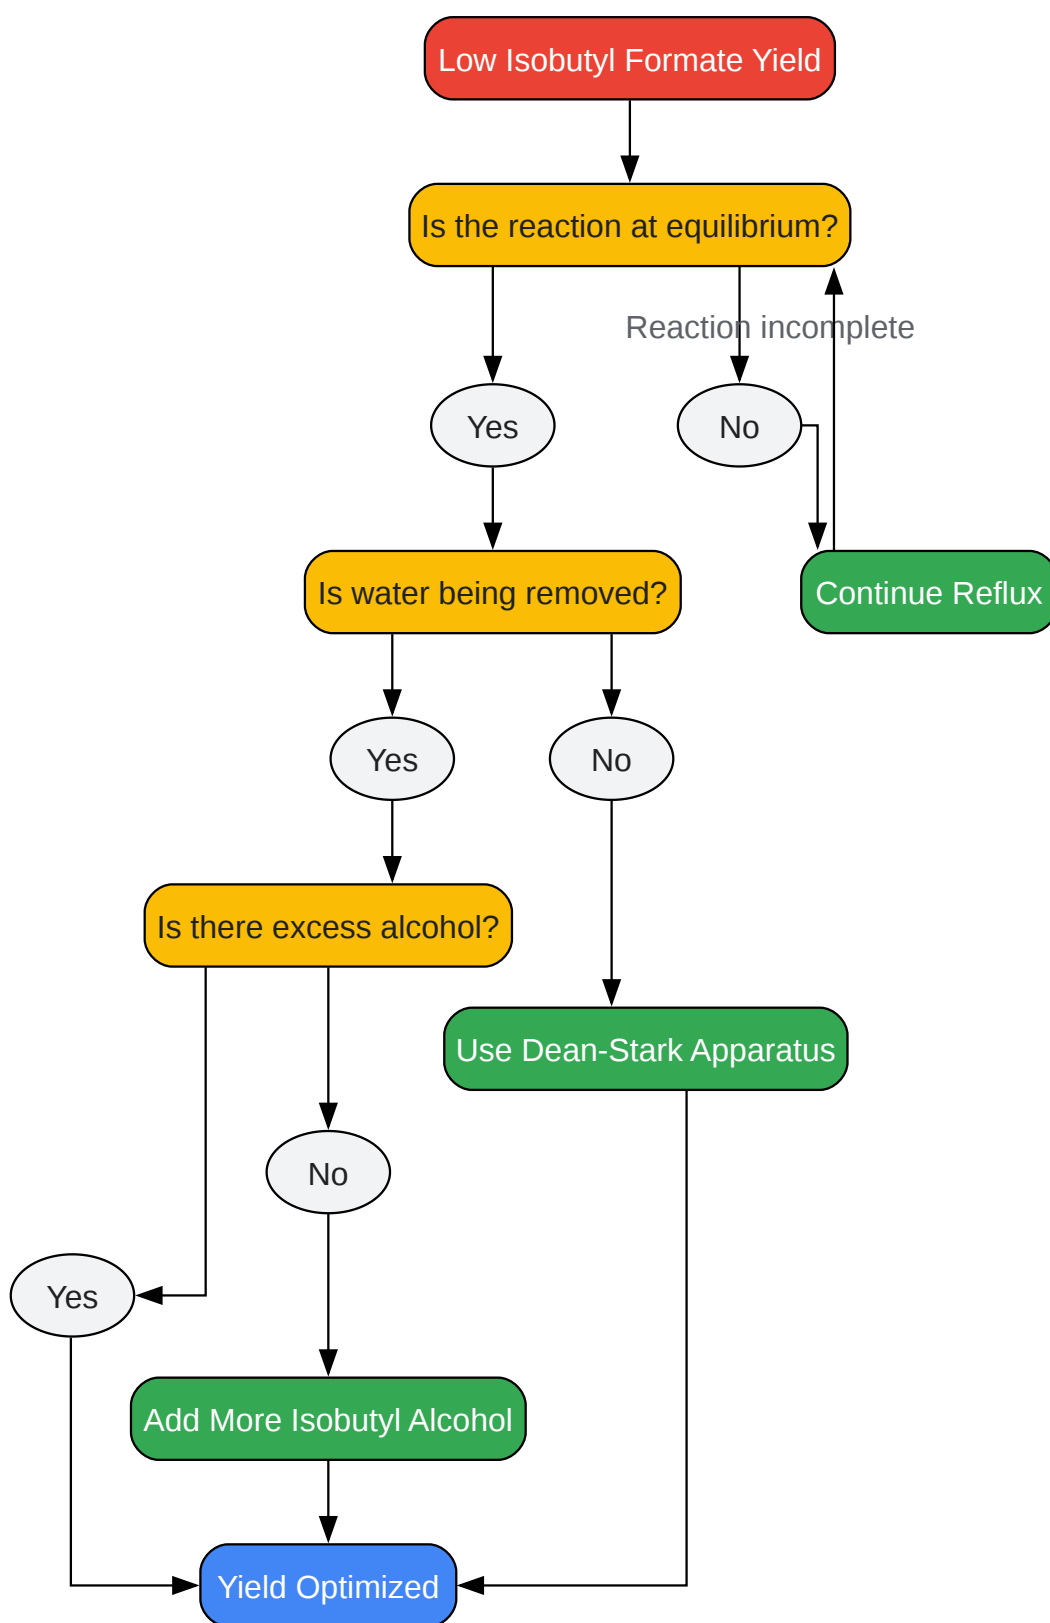 Low Isobutyl Formate Yield
Is the reaction at equilibrium?
Reaction incomplete
Yes
No
Is water being removed?
Continue Reflux
Yes
No
Is there excess alcohol?
Use Dean-Stark Apparatus
No
Yes
Add More Isobutyl Alcohol
Yield Optimized